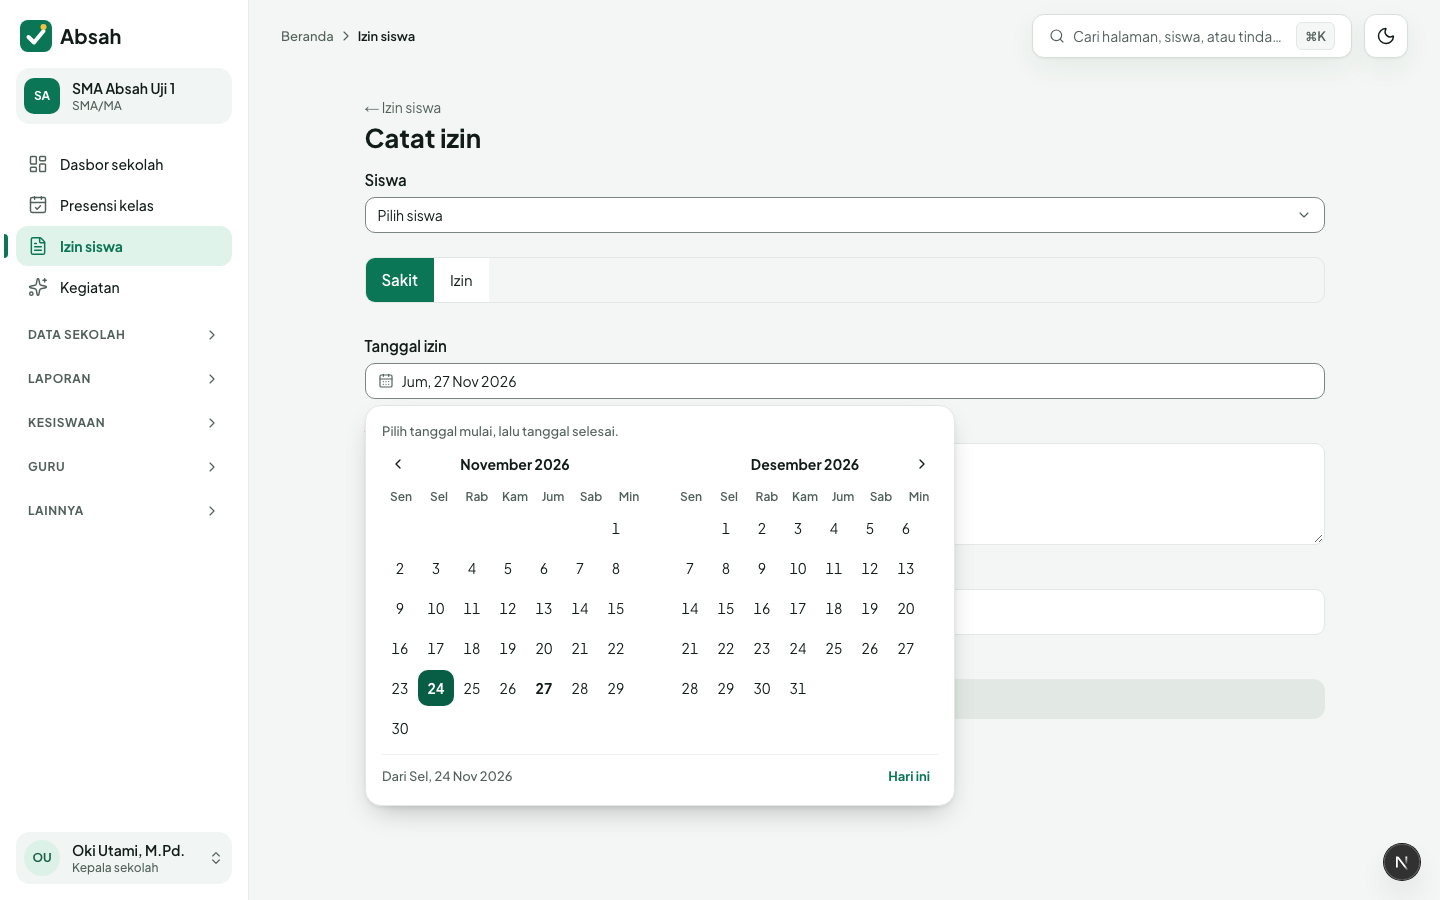 Absah
SA
SMA Absah Uji 1
SMA/MA
Dasbor sekolah
Presensi kelas
Izin siswa
Kegiatan
DATA SEKOLAH
LAPORAN
KESISWAAN
GURU
LAINNYA
OU
Oki Utami, M.Pd.
Kepala sekolah
Beranda > Izin siswa
Cari halaman, siswa, atau tinda... ⌘K
← Izin siswa
Catat izin
Siswa
Pilih siswa
Sakit Izin
Tanggal izin
Jum, 27 Nov 2026
Pilih tanggal mulai, lalu tanggal selesai.
November 2026
Sen Sel Rab Kam Jum Sab Min
1
2 3 4 5 6 7 8
9 10 11 12 13 14 15
16 17 18 19 20 21 22
23 24 25 26 27 28 29
30
Desember 2026
Sen Sel Rab Kam Jum Sab Min
1 2 3 4 5 6
7 8 9 10 11 12 13
14 15 16 17 18 19 20
21 22 23 24 25 26 27
28 29 30 31
Dari Sel, 24 Nov 2026
Hari ini
N